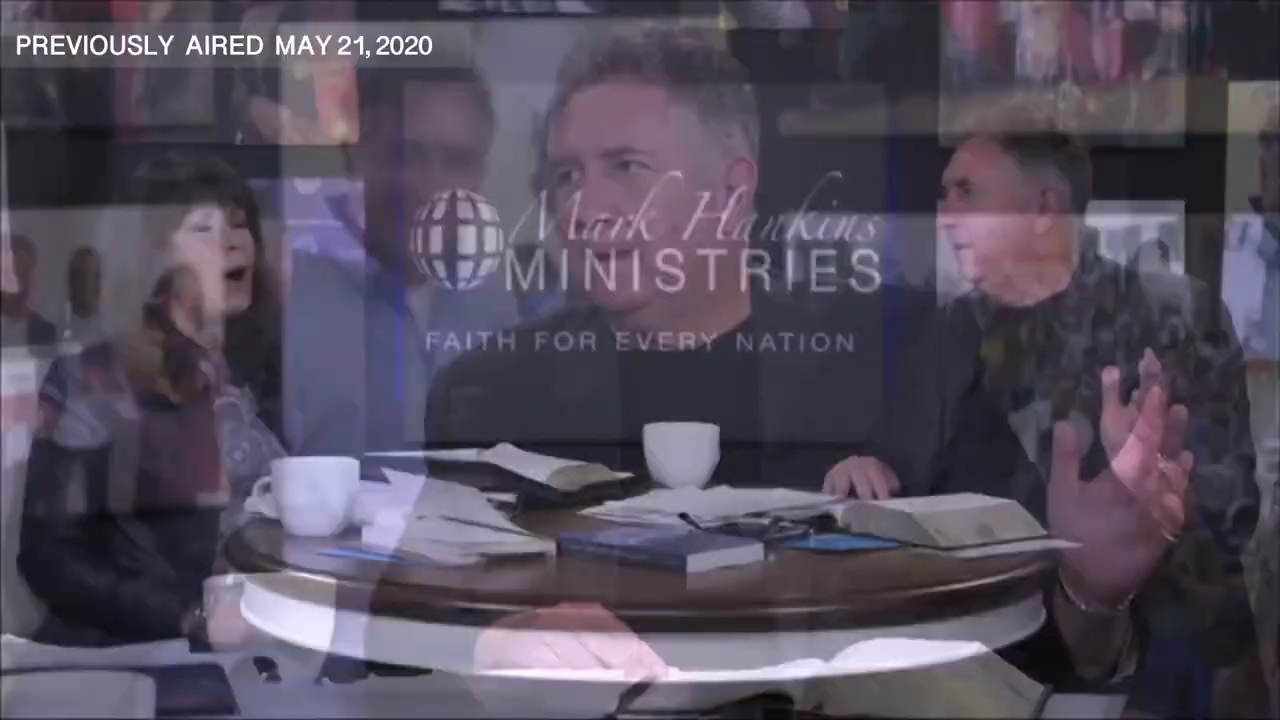 PREVIOUSLY AIRED MAY 21, 2020
Mark Hankins
MINISTRIES
FAITH FOR EVERY NATION